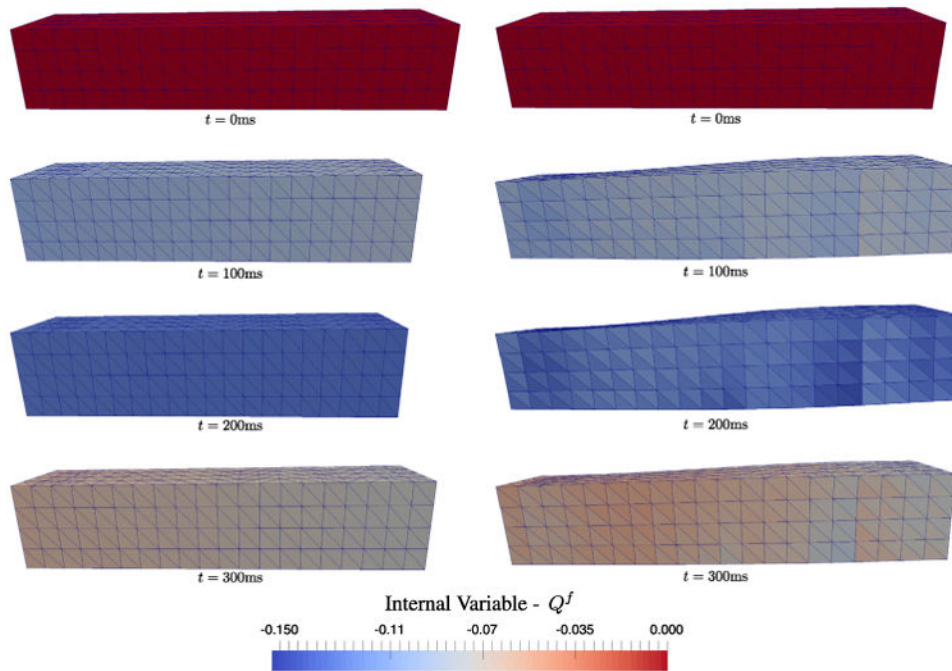 t = 0ms t = 0ms
t = 100ms t = 100ms
t = 200ms t = 200ms
t = 300ms t = 300ms
Internal Variable - Q^f
-0.150 -0.11 -0.07 -0.035 0.000